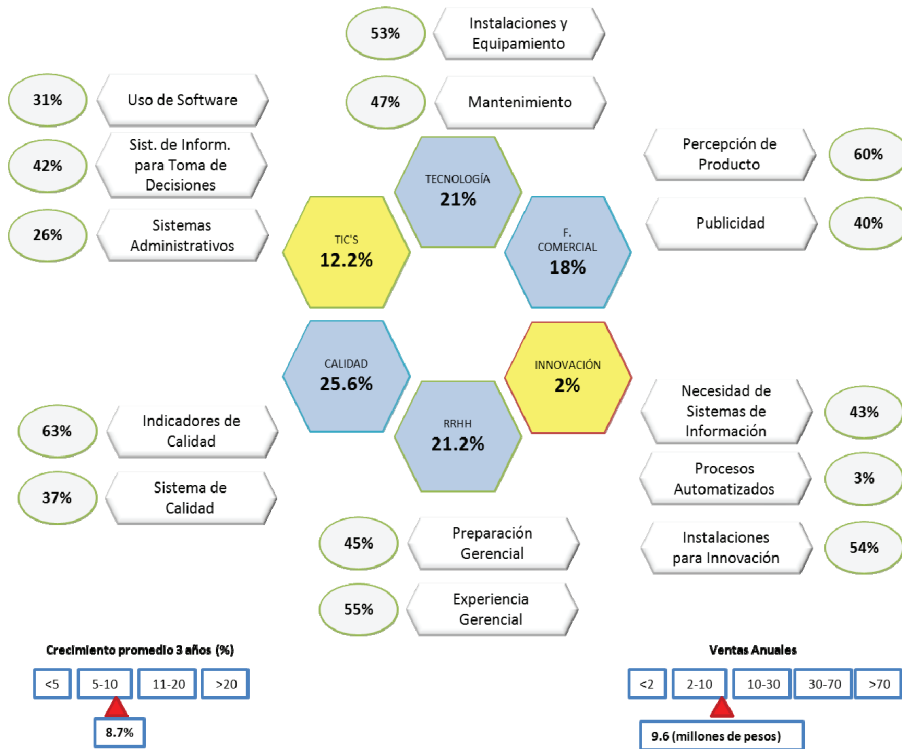 53%
Instalaciones y
Equipamiento
47%
Mantenimiento
31%
Uso de Software
42%
Sist. de Inform.
para Toma de
Decisiones
26%
Sistemas
Administrativos
Percepción de
Producto
60%
Publicidad
40%
TECNOLOGÍA
21%
TIC'S
12.2%
F.
COMERCIAL
18%
CALIDAD
25.6%
INNOVACIÓN
2%
RRHH
21.2%
63%
Indicadores de
Calidad
37%
Sistema de
Calidad
Necesidad de
Sistemas de
Información
43%
Procesos
Automatizados
3%
Instalaciones
para Innovación
54%
45%
Preparación
Gerencial
55%
Experiencia
Gerencial
Crecimiento promedio 3 años (%)
<5 5-10 11-20 >20
8.7%
Ventas Anuales
<2 2-10 10-30 30-70 >70
9.6 (millones de pesos)